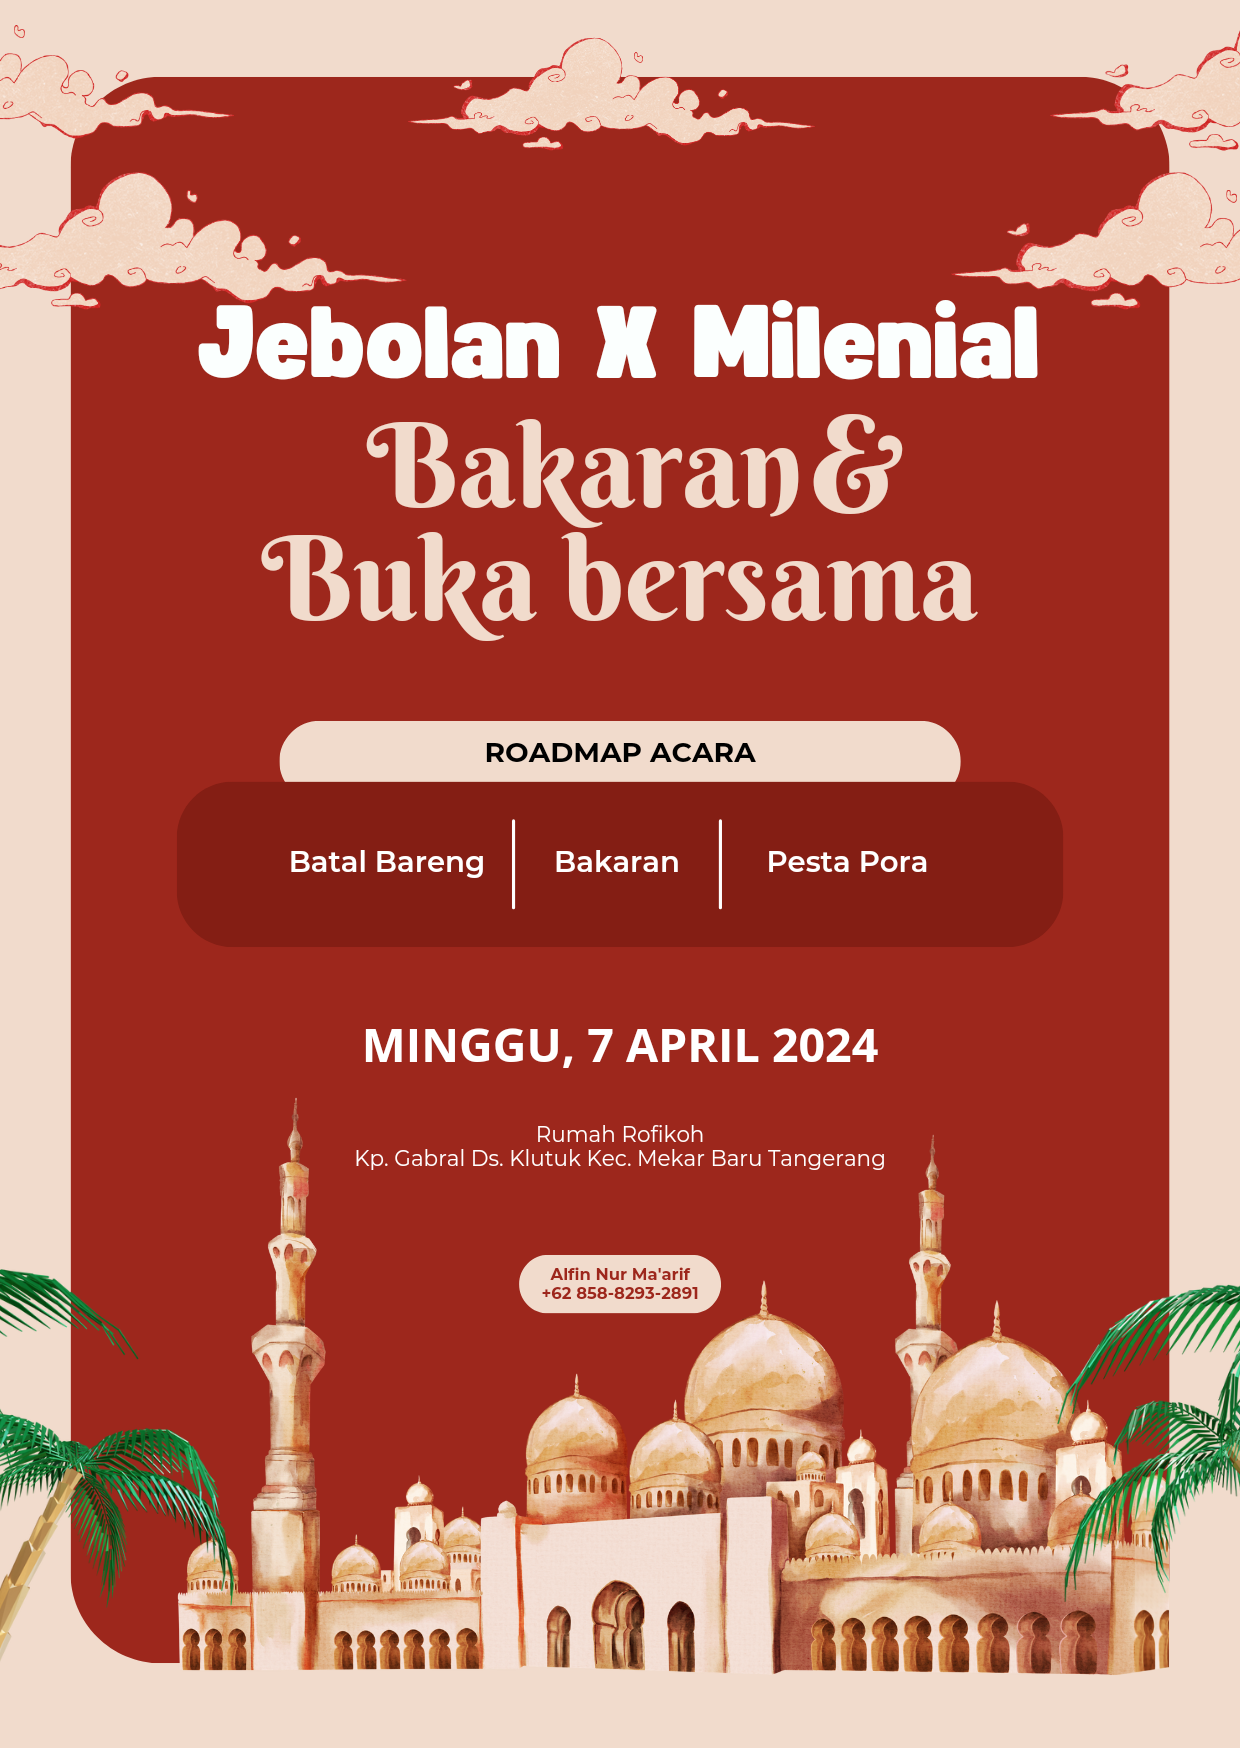 Jebolan X Milenial
Bakaran &
Buka bersama
ROADMAP ACARA
Batal Bareng
Bakaran
Pesta Pora
MINGGU, 7 APRIL 2024
Rumah Rofikoh
Kp. Gabral Ds. Klutuk Kec. Mekar Baru Tangerang
Alfin Nur Ma'arif
+62 858-8293-2891